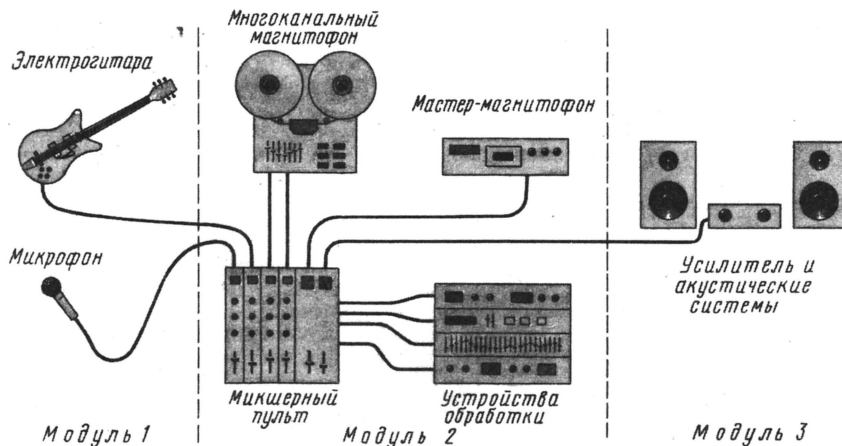 Многоканальный
магнитофон
Электрогитара
Мастер-магнитофон
Микрофон
Усилитель и
акустические
системы
Микшерный
пульт
Устройства
обработки
Модуль 1
Модуль 2
Модуль 3